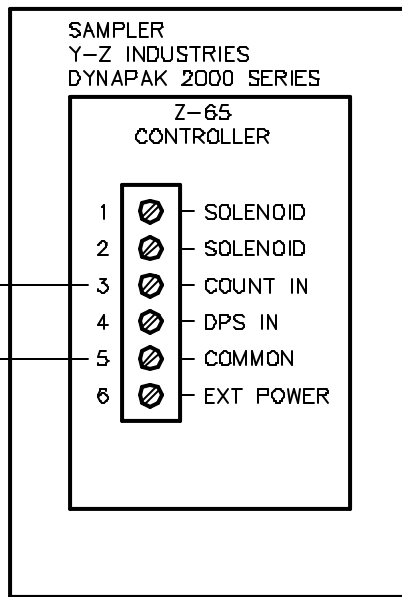 SAMPLER
Y-Z INDUSTRIES
DYNAPAK 2000 SERIES
Z-65
CONTROLLER
1 SOLENOID
2 SOLENOID
3 COUNT IN
4 DPS IN
5 COMMON
6 EXT POWER